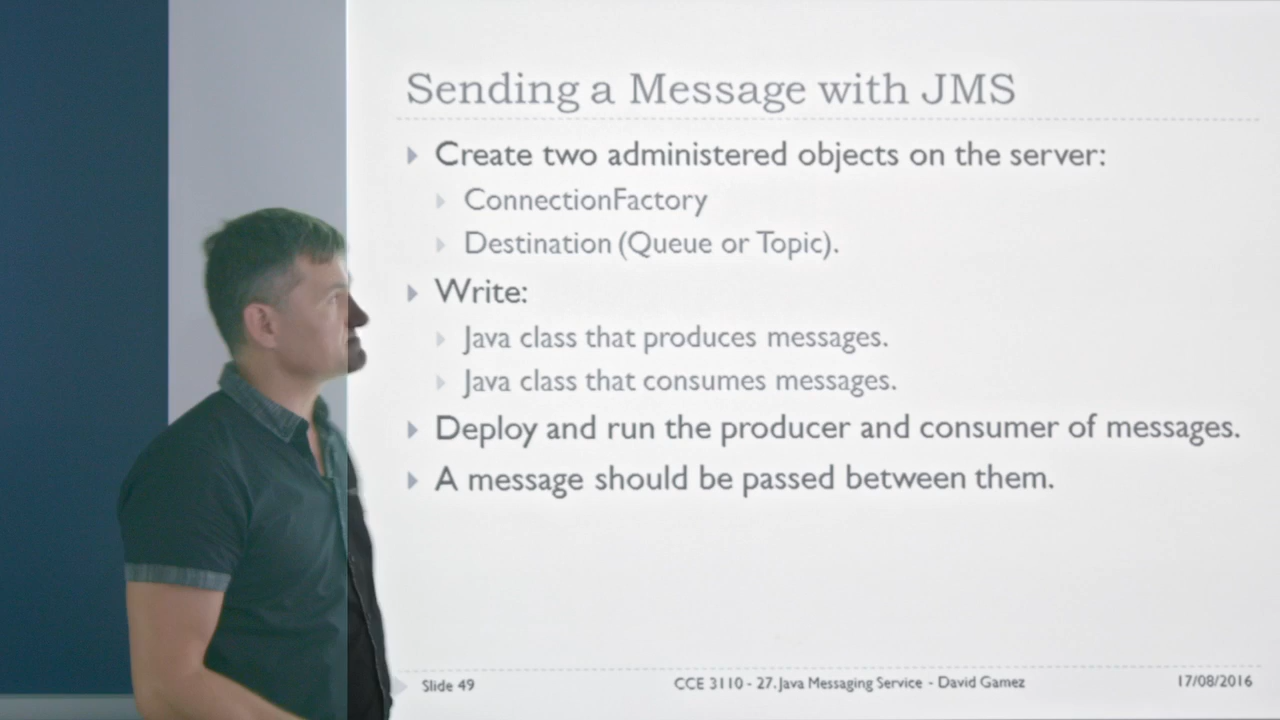 Sending a Message with JMS
Create two administered objects on the server:
ConnectionFactory
Destination (Queue or Topic).
Write:
Java class that produces messages.
Java class that consumes messages.
Deploy and run the producer and consumer of messages.
A message should be passed between them.
Slide 49
CCE 3110 - 27. Java Messaging Service - David Gamez
17/08/2016